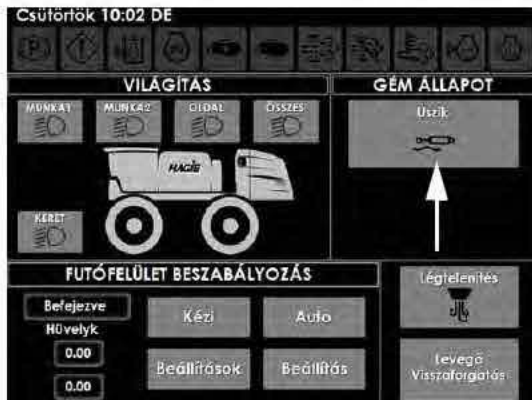 Csütörtök 10:02 DE
VILÁGÍTÁS
GÉM ÁLLAPOT
MUNKA1
MUNKA2
OLDAL
ÖSSZES
Úszik
HAGIE
KERET
FUTÓFELÜLET BESZABÁLYOZÁS
Befejezve
Hüvelyk
0.00
0.00
Kézi
Auto
Beállítások
Beállítás
Légtelenítés
Levegő
Visszaforgatás